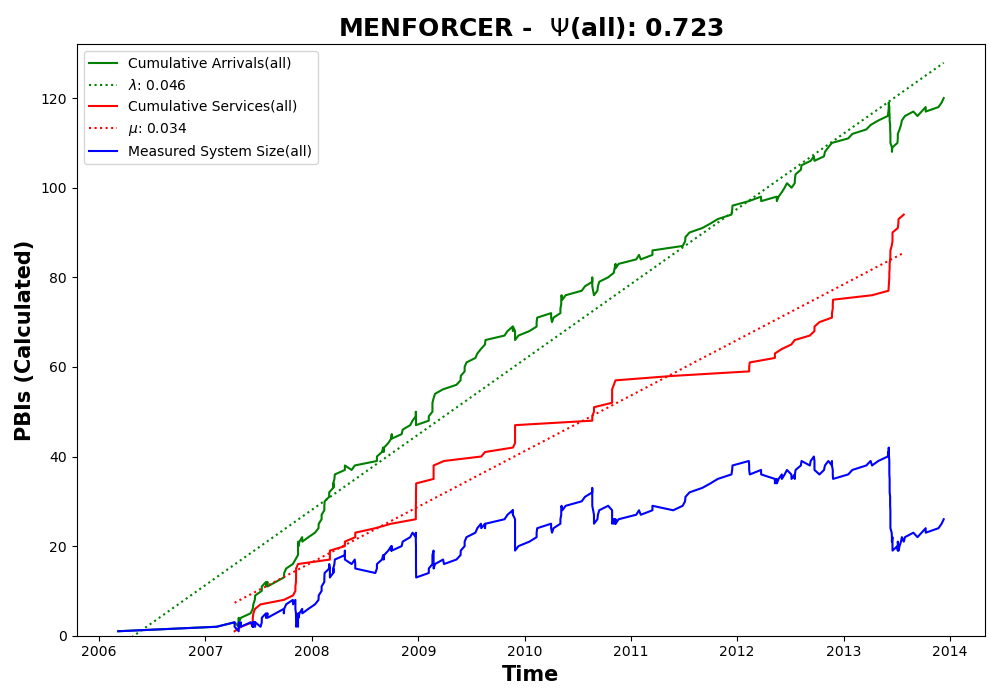 MENFORCER - Ψ(all): 0.723
Cumulative Arrivals(all)
λ: 0.046
Cumulative Services(all)
μ: 0.034
Measured System Size(all)
PBIs (Calculated)
120
100
80
60
40
20
0
2006 2007 2008 2009 2010 2011 2012 2013 2014
Time